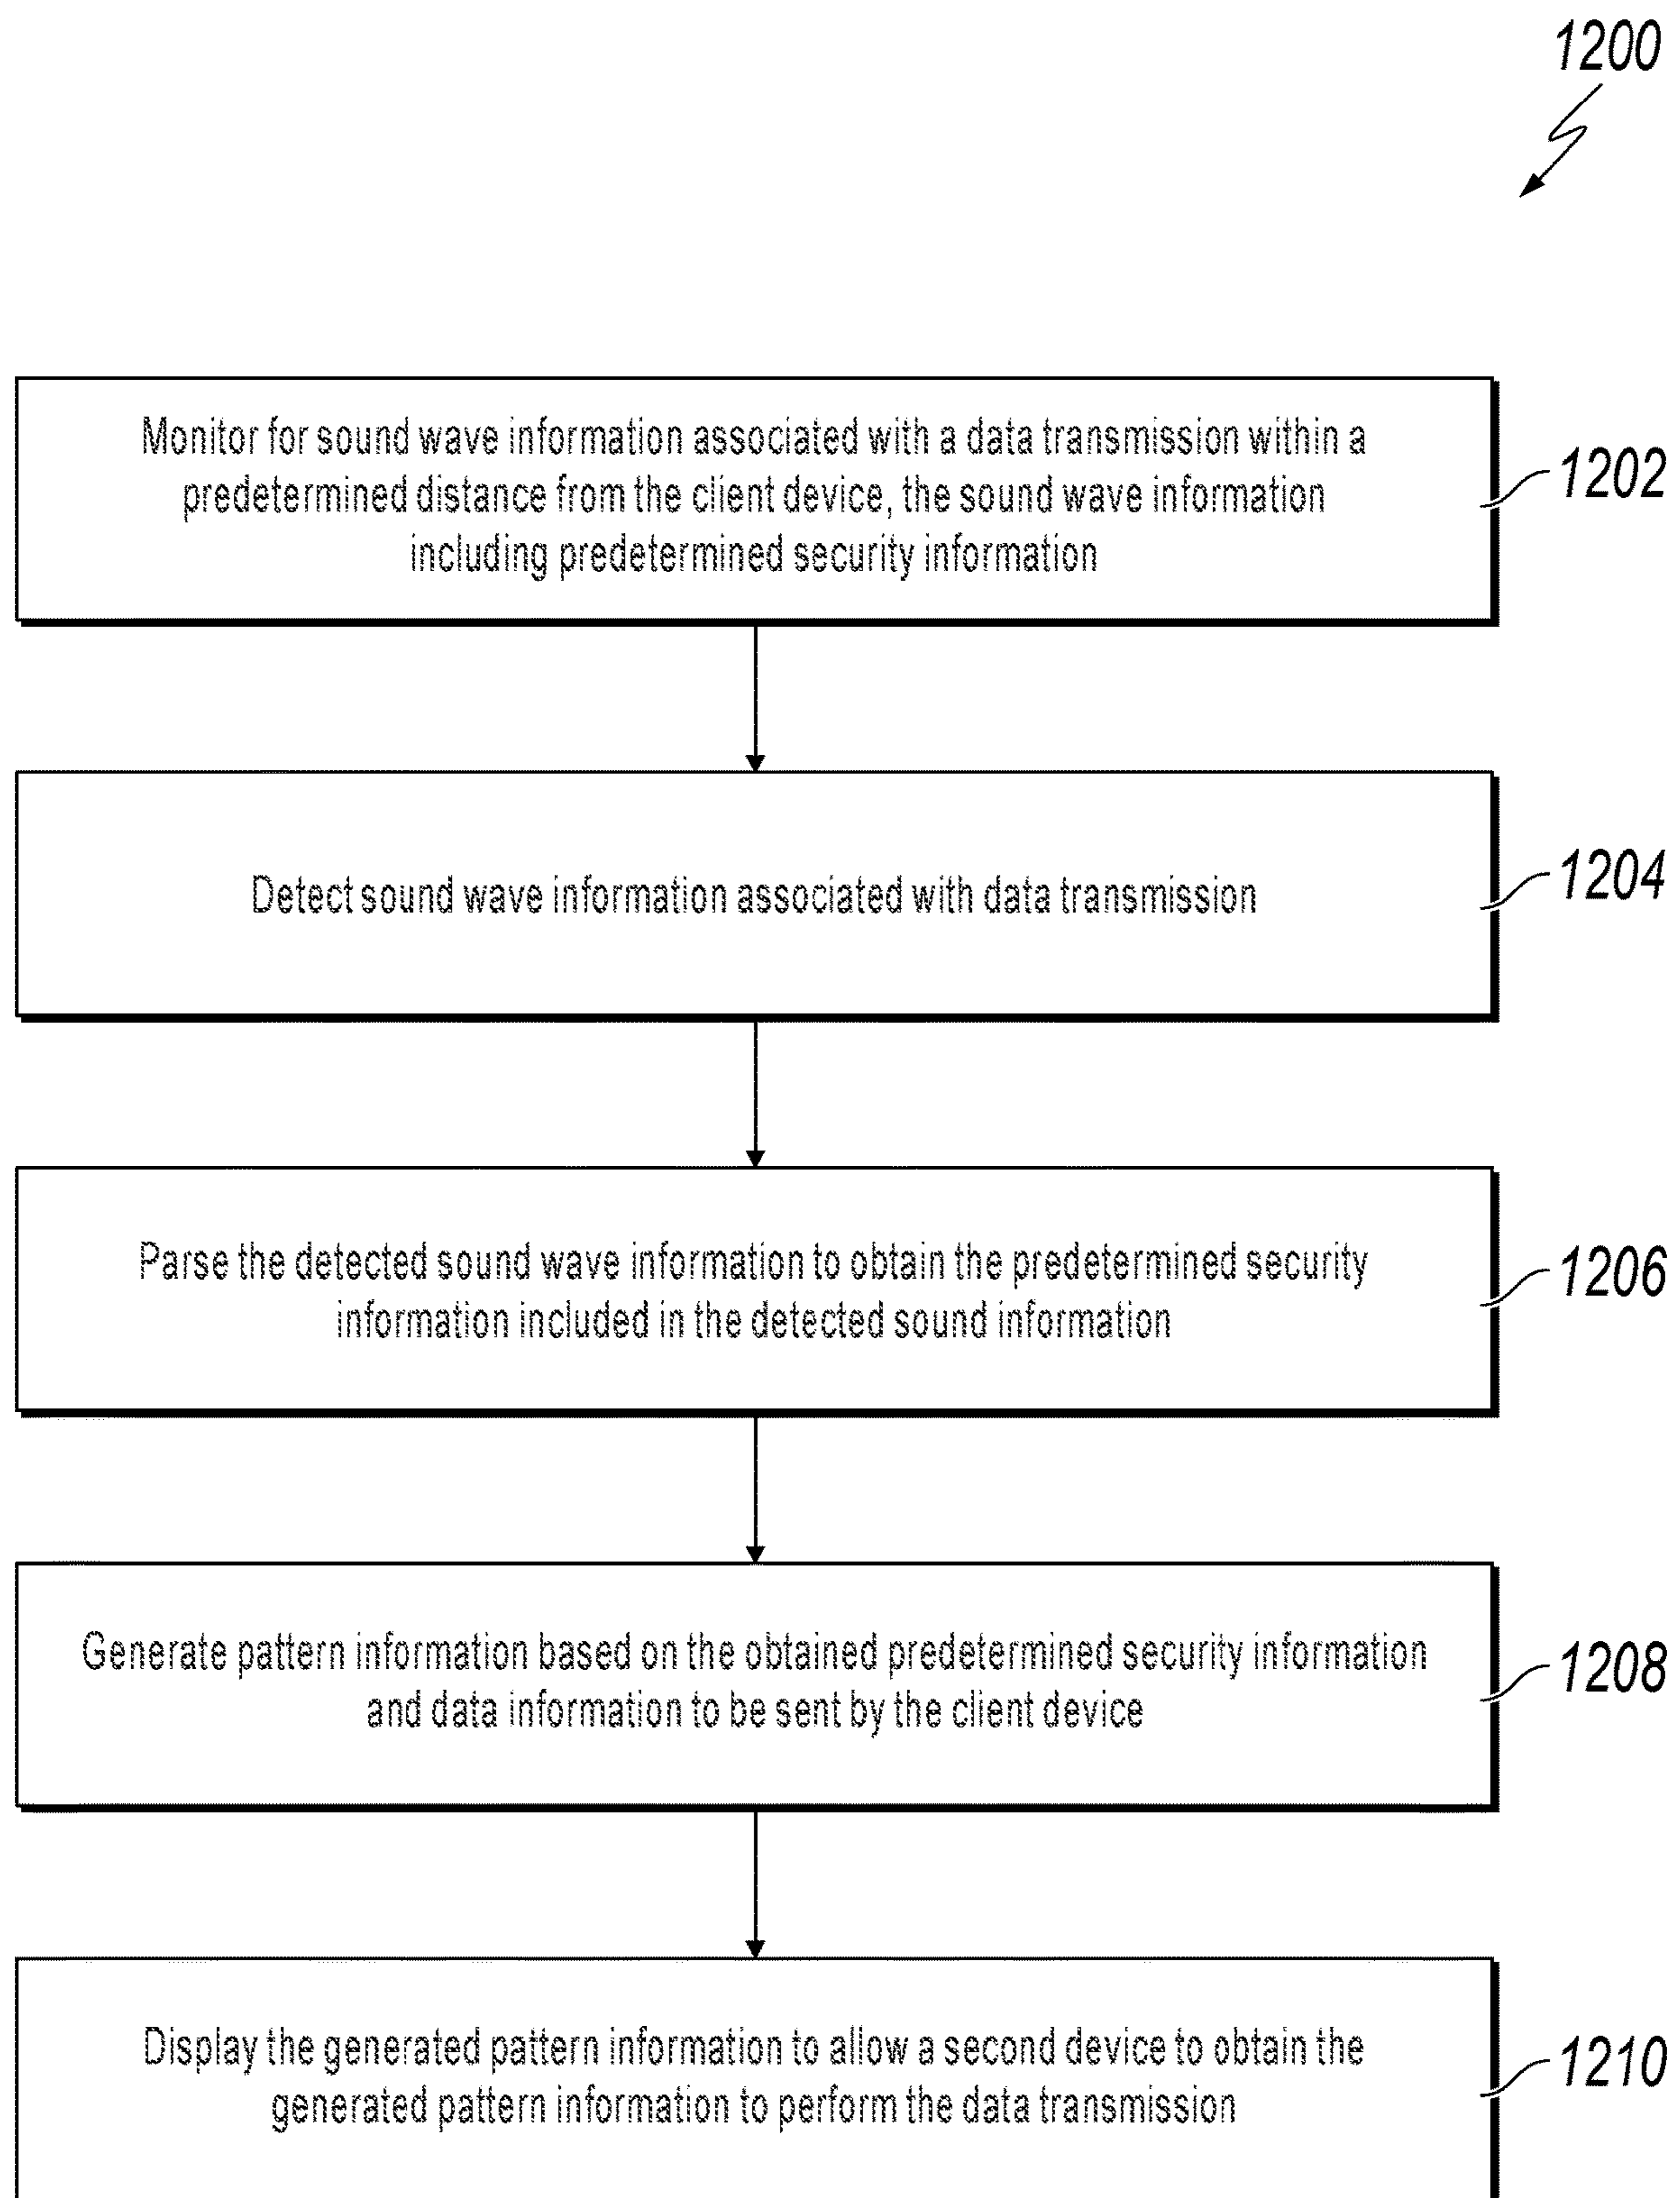 1200
Monitor for sound wave information associated with a data transmission within a
predetermined distance from the client device, the sound wave information
including predetermined security information
1202
Detect sound wave information associated with data transmission
1204
Parse the detected sound wave information to obtain the predetermined security
information included in the detected sound information
1206
Generate pattern information based on the obtained predetermined security information
and data information to be sent by the client device
1208
Display the generated pattern information to allow a second device to obtain the
generated pattern information to perform the data transmission
1210